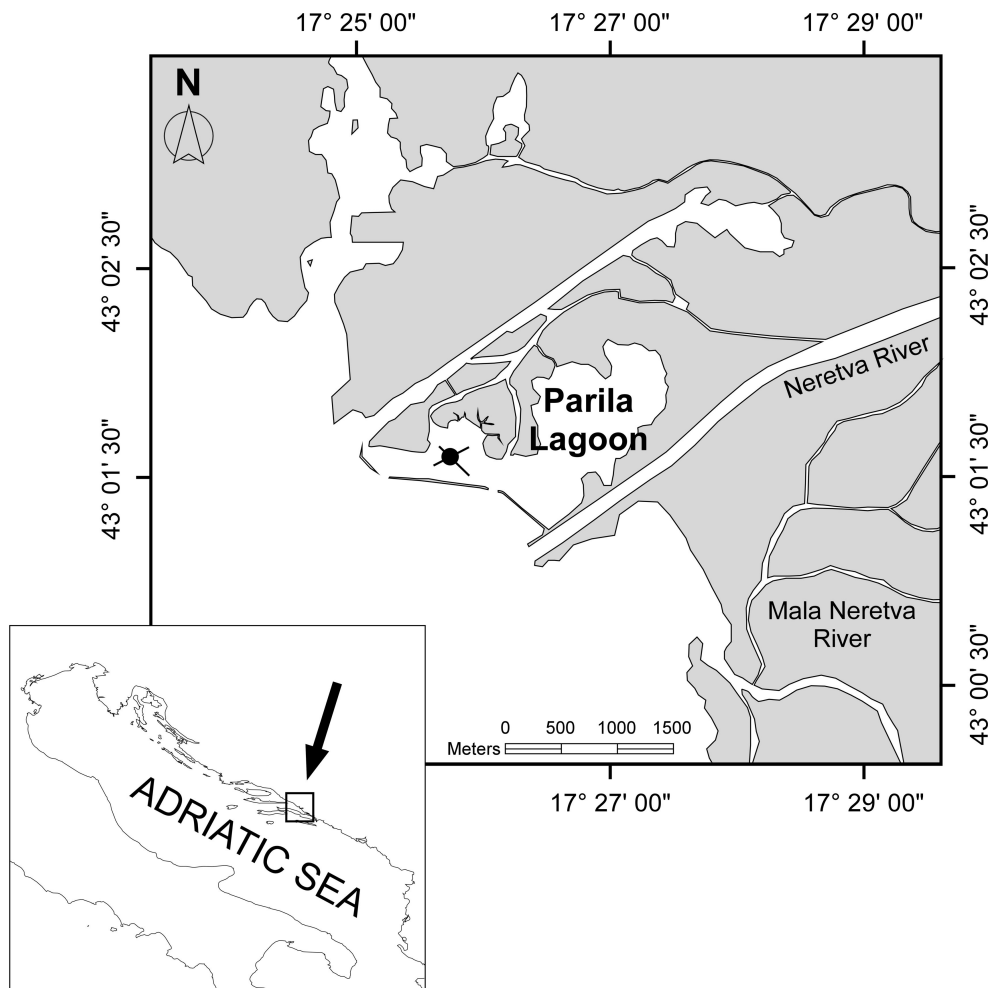 17° 25' 00"
17° 27' 00"
17° 29' 00"
N
43° 02' 30"
43° 02' 30"
Neretva River
Parila
Lagoon
43° 01' 30"
43° 01' 30"
Mala Neretva
River
43° 00' 30"
0 500 1000 1500
Meters
17° 27' 00"
17° 29' 00"
ADRIATIC SEA